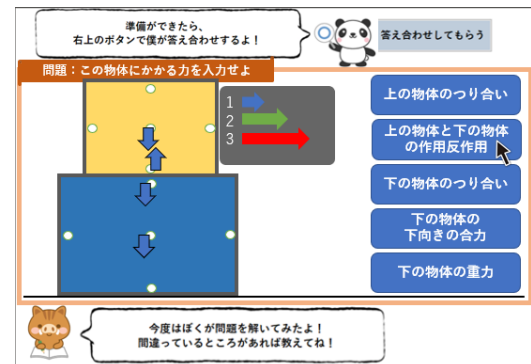 準備ができたら、
右上のボタンで僕が答え合わせするよ！
答え合わせしてもらう
問題：この物体にかかる力を入力せよ
1
2
3
上の物体のつり合い
上の物体と下の物体
の作用反作用
下の物体のつり合い
下の物体の
下向きの合力
下の物体の重力
今度はぼくが問題を解いてみたよ！
間違っているところがあれば教えてね！